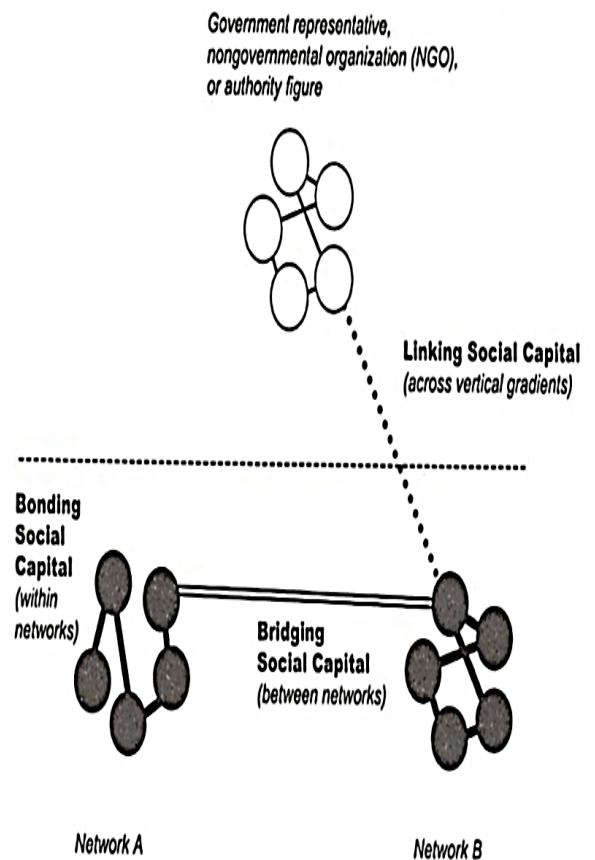 Government representative,
nongovernmental organization (NGO),
or authority figure
Linking Social Capital
(across vertical gradients)
Bonding
Social
Capital
(within
networks)
Bridging
Social Capital
(between networks)
Network A
Network B